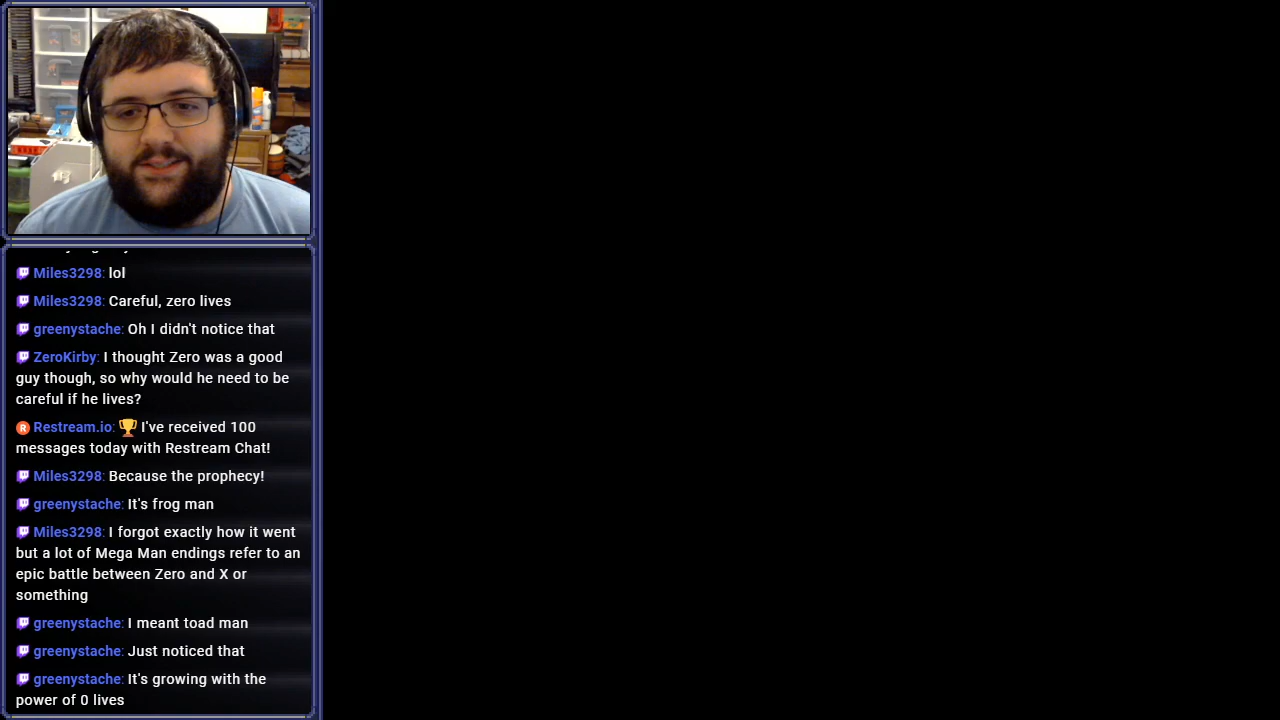 Miles3298: lol
Miles3298: Careful, zero lives
greenystache: Oh I didn't notice that
ZeroKirby: I thought Zero was a good
guy though, so why would he need to be
careful if he lives?
Restream.io: 🏆 I've received 100
messages today with Restream Chat!
Miles3298: Because the prophecy!
greenystache: It's frog man
Miles3298: I forgot exactly how it went
but a lot of Mega Man endings refer to an
epic battle between Zero and X or
something
greenystache: I meant toad man
greenystache: Just noticed that
greenystache: It's growing with the
power of 0 lives